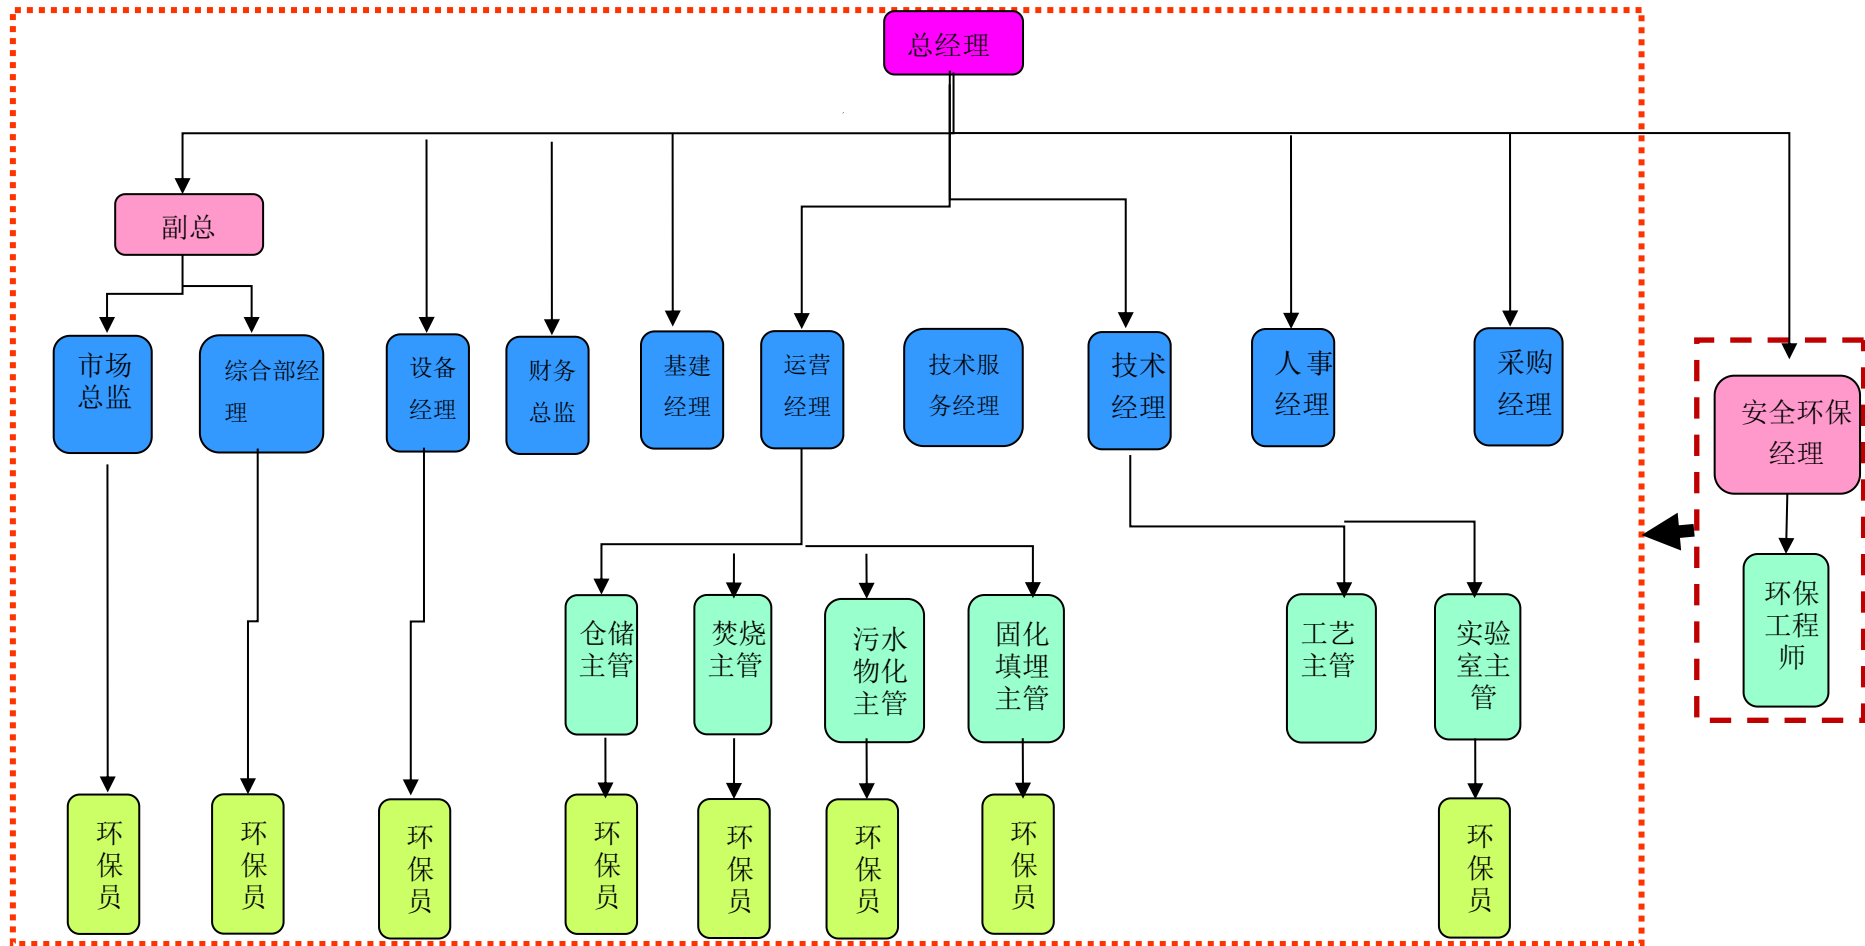 总经理
副总
市场
总监
综合部经
理
设备
经理
财务
总监
基建
经理
运营
经理
技术服
务经理
技术
经理
人事
经理
采购
经理
安全环保
经理
仓储
主管
焚烧
主管
污水
物化
主管
固化
填埋
主管
工艺
主管
实验
室主
管
环保
工程
师
环
保
员
环
保
员
环
保
员
环
保
员
环
保
员
环
保
员
环
保
员
环
保
员